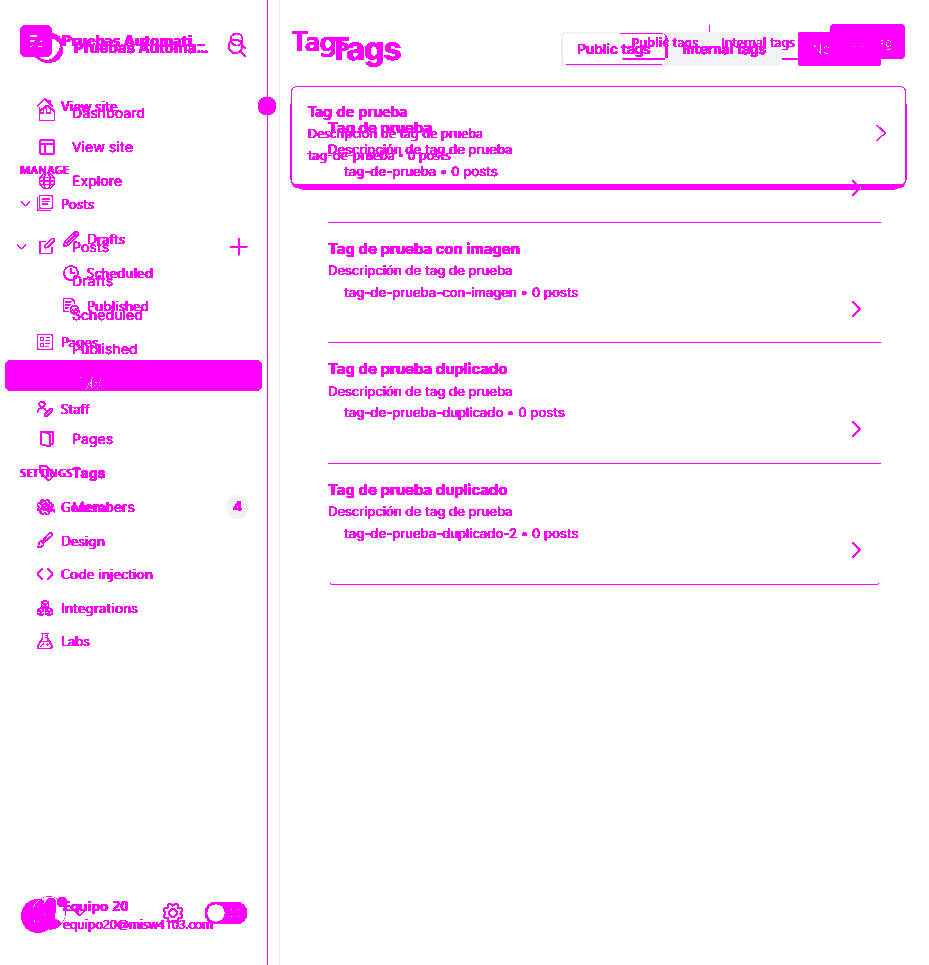 Pruebas Automati...
Pruebas Automa...
View site
Dashboard
View site
MANAGE
Explore
Posts
Drafts
Posts
Scheduled
Drafts
Published
Scheduled
Pages
Published
Staff
Pages
SETTINGS
Tags
Members
4
Design
Code injection
Integrations
Labs
Equipo 20
equipo20@misw4103.com
Tags
Tags
Public tags
Internal tags
Public tags
Internal tags
Tag de prueba
Descripción de tag de prueba
tag-de-prueba • 0 posts
Tag de prueba
Descripción de tag de prueba
tag-de-prueba • 0 posts
Tag de prueba con imagen
Descripción de tag de prueba
tag-de-prueba-con-imagen • 0 posts
Tag de prueba duplicado
Descripción de tag de prueba
tag-de-prueba-duplicado • 0 posts
Tag de prueba duplicado
Descripción de tag de prueba
tag-de-prueba-duplicado-2 • 0 posts